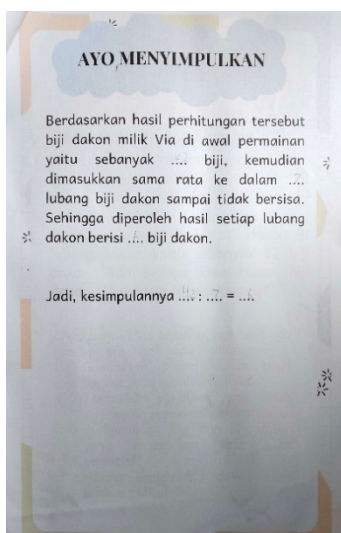 AYO MENYIMPULKAN
Berdasarkan hasil perhitungan tersebut
biji dakon milik Via di awal permainan
yaitu sebanyak .... biji, kemudian
dimasukkan sama rata ke dalam ....
lubang biji dakon sampai tidak bersisa.
Sehingga diperoleh hasil setiap lubang
dakon berisi .... biji dakon.
Jadi, kesimpulannya .... : .... = ....